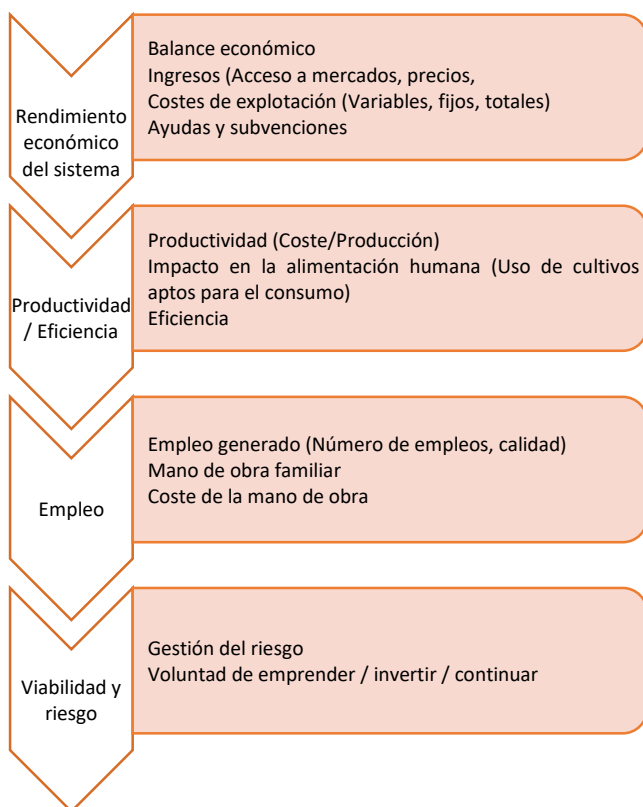 Rendimiento
económico
del sistema
Balance económico
Ingresos (Acceso a mercados, precios,
Costes de explotación (Variables, fijos, totales)
Ayudas y subvenciones
Productividad
/ Eficiencia
Productividad (Coste/Producción)
Impacto en la alimentación humana (Uso de cultivos
aptos para el consumo)
Eficiencia
Empleo
Empleo generado (Número de empleos, calidad)
Mano de obra familiar
Coste de la mano de obra
Viabilidad y
riesgo
Gestión del riesgo
Voluntad de emprender / invertir / continuar